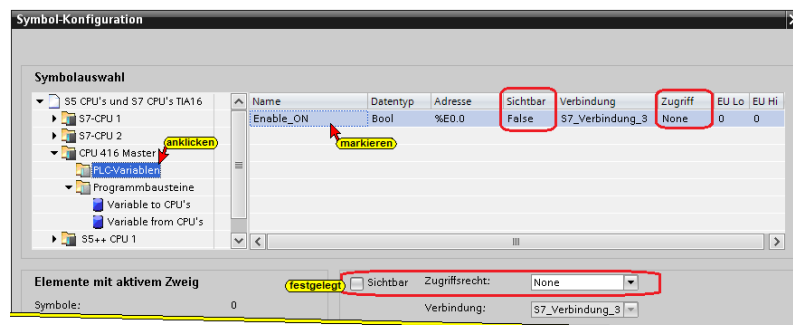 Symbol-Konfiguration
Symbolauswahl
S5 CPU's und S7 CPU's TIA16
S7-CPU 1
S7-CPU 2
CPU 416 Master
anklicken
PLC-Variablen
Programmbausteine
Variable to CPU's
Variable from CPU's
S5++ CPU 1
Name Datentyp Adresse Sichtbar Verbindung Zugriff EU Lo EU Hi
Enable_ON Bool %E0.0 False S7_Verbindung_3 None 0 0
markieren
Elemente mit aktivem Zweig
Symbole: 0
festgelegt
Sichtbar Zugriffsrecht: None
Verbindung: S7_Verbindung_3